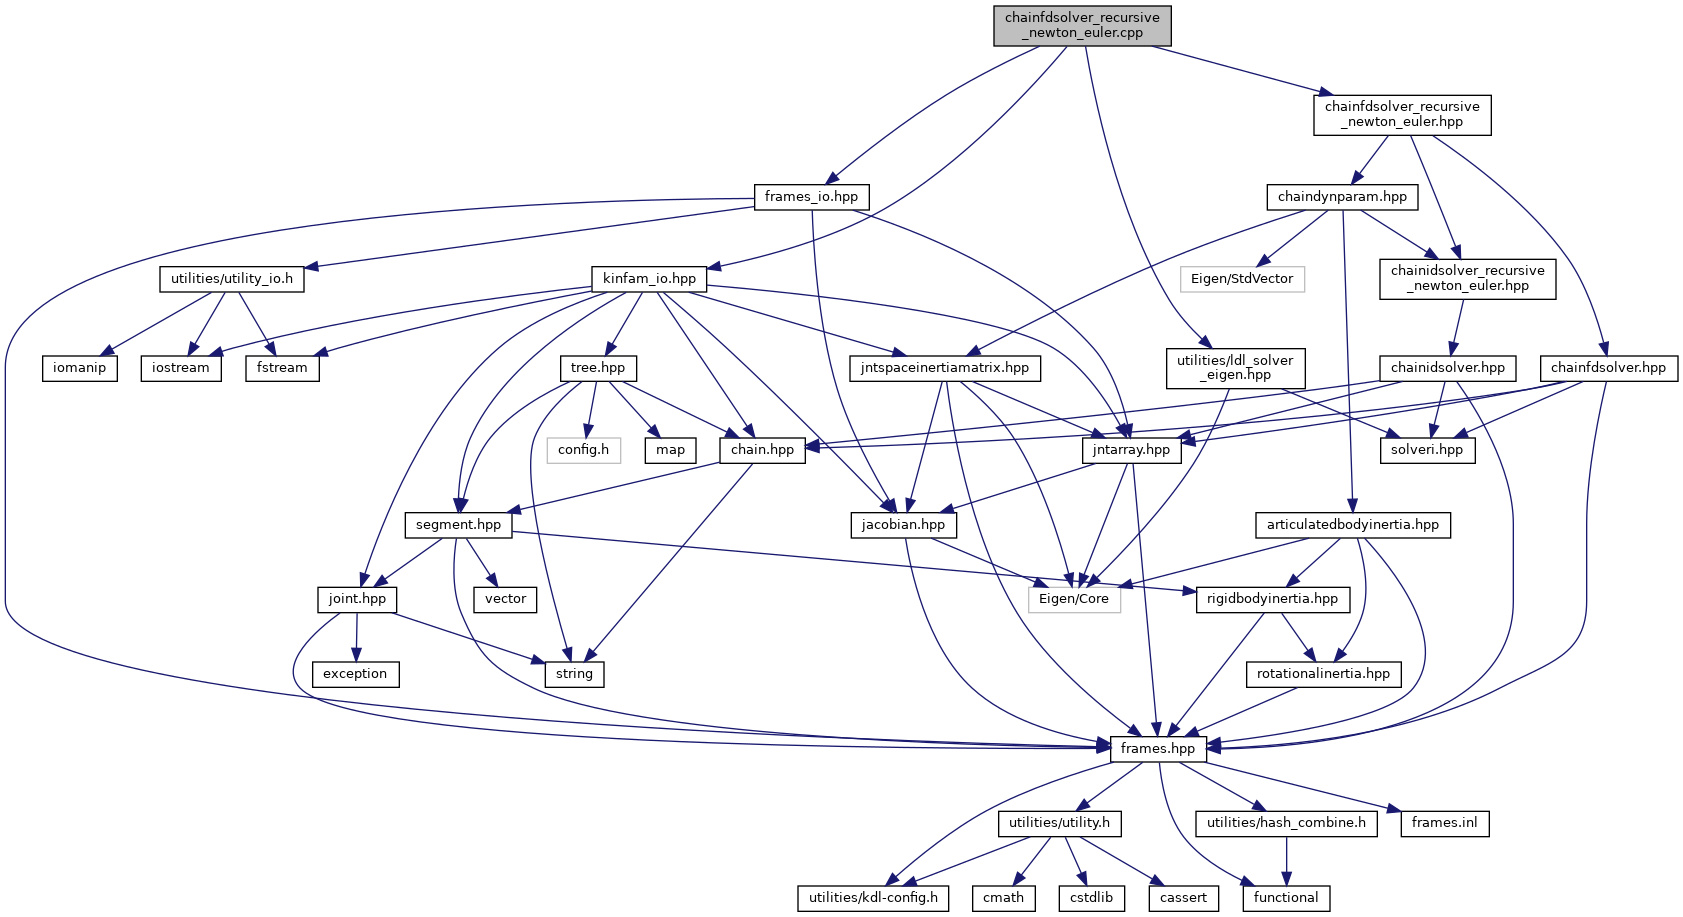 chainfdsolver_recursive
_newton_euler.cpp
chainfdsolver_recursive
_newton_euler.hpp
frames_io.hpp
chaindynparam.hpp
utilities/utility_io.h
kinfam_io.hpp
Eigen/StdVector
chainidsolver_recursive
_newton_euler.hpp
iomanip
iostream
fstream
tree.hpp
jntspaceinertiamatrix.hpp
utilities/ldl_solver
_eigen.hpp
chainidsolver.hpp
chainfdsolver.hpp
config.h
map
chain.hpp
jntarray.hpp
solveri.hpp
segment.hpp
jacobian.hpp
articulatedbodyinertia.hpp
joint.hpp
vector
Eigen/Core
rigidbodyinertia.hpp
exception
string
rotationalinertia.hpp
frames.hpp
utilities/utility.h
utilities/hash_combine.h
frames.inl
utilities/kdl-config.h
cmath
cstdlib
cassert
functional